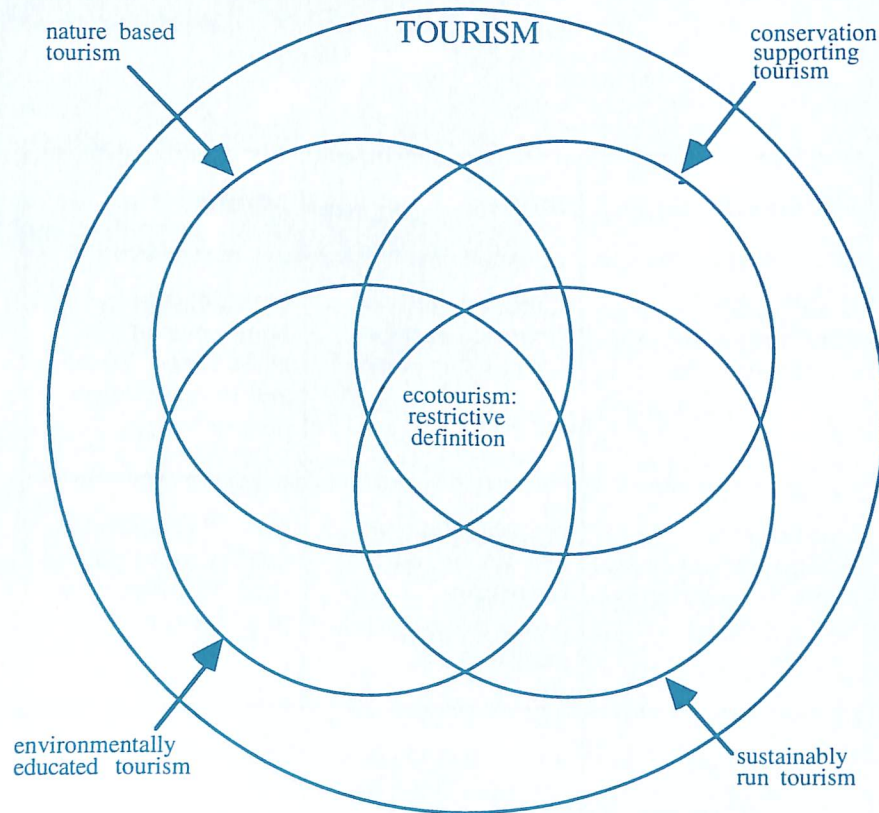 nature based
tourism
TOURISM
conservation
supporting
tourism
ecotourism:
restrictive
definition
environmentally
educated tourism
sustainably
run tourism